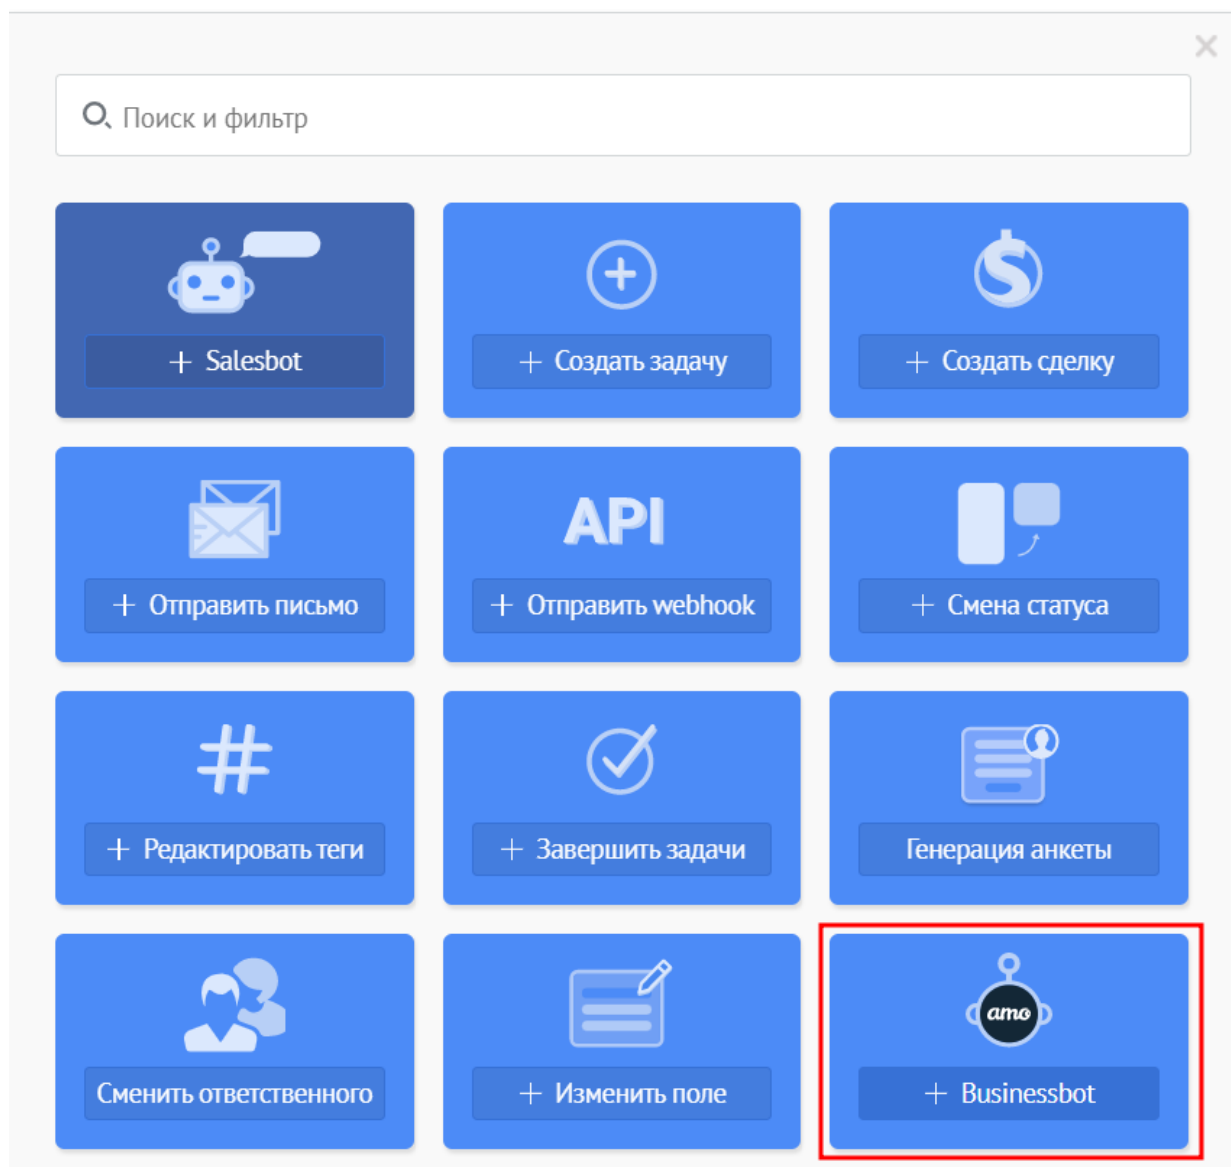 Поиск и фильтр
+ Salesbot
+ Создать задачу
+ Создать сделку
API
+ Отправить письмо
+ Отправить webhook
+ Смена статуса
+ Редактировать теги
+ Завершить задачи
Генерация анкеты
amo
Сменить ответственного
+ Изменить поле
+ Businessbot